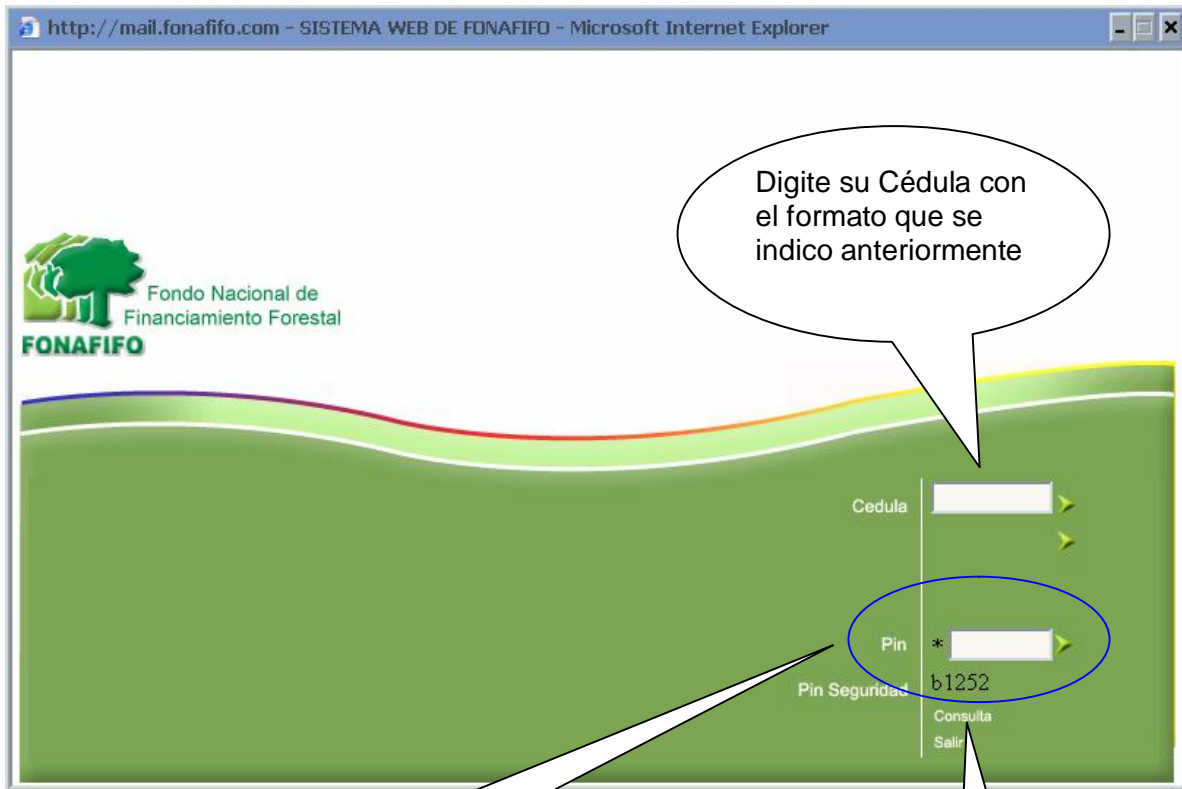 http://mail.fonafifo.com - SISTEMA WEB DE FONAFIFO - Microsoft Internet Explorer
Digite su Cédula con
el formato que se
indico anteriormente
Fondo Nacional de
Financiamiento Forestal
FONAFIFO
Cedula
Pin *
Pin Seguridad b1252
Consulta
Salir